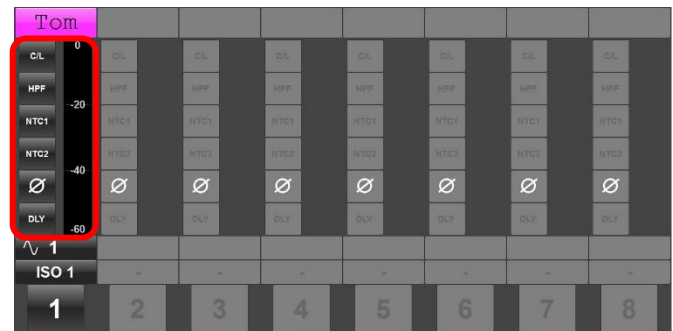 Tom
C/L 0 C/L C/L C/L C/L C/L C/L C/L
HPF HPF HPF HPF HPF HPF HPF HPF
-20
NTC1 NTC1 NTC1 NTC1 NTC1 NTC1 NTC1 NTC1
NTC2 NTC2 NTC2 NTC2 NTC2 NTC2 NTC2 NTC2
-40
Ø Ø Ø Ø Ø Ø Ø Ø
DLY DLY DLY DLY DLY DLY DLY DLY
-60
∿ 1
ISO 1 - - - - - - -
1 2 3 4 5 6 7 8